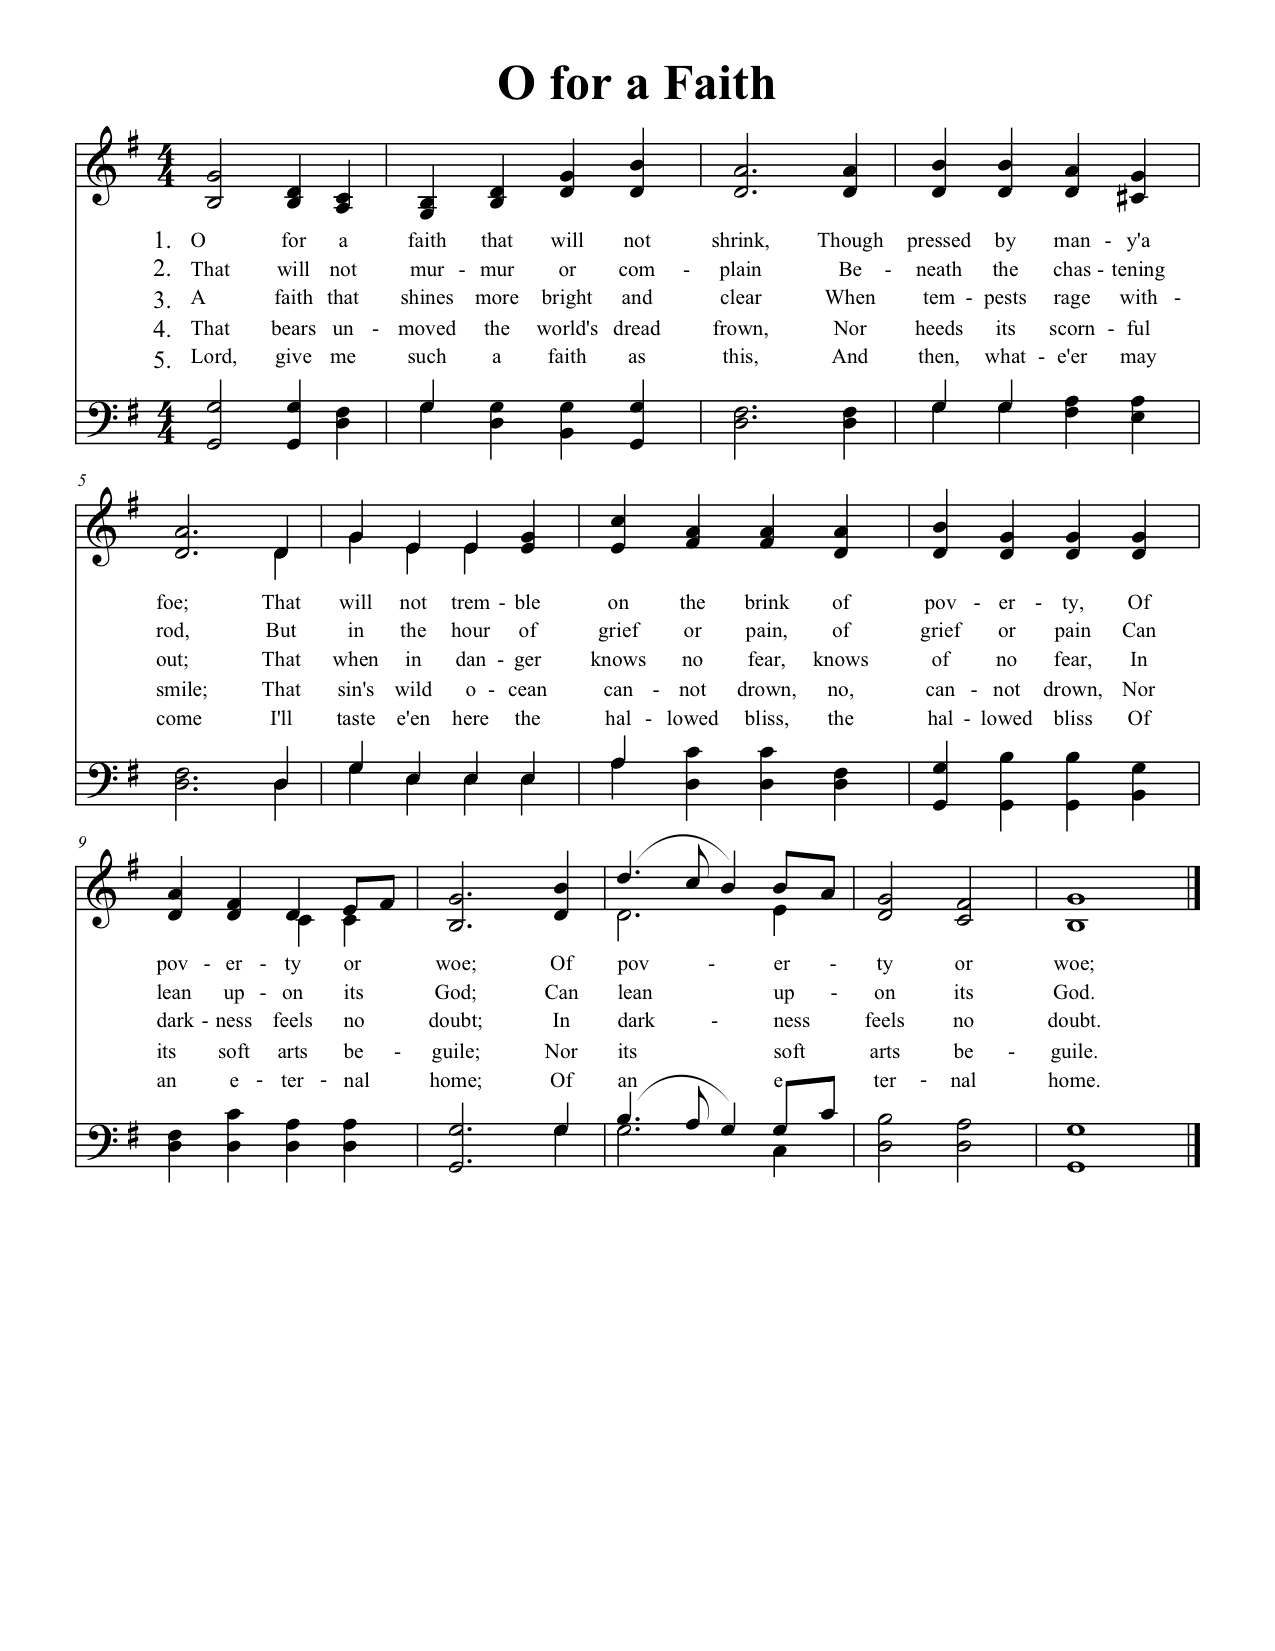 O for a Faith
1. O for a faith that will not shrink, Though pressed by man - y'a
2. That will not mur - mur or com - plain Be - neath the chas - tening
3. A faith that shines more bright and clear When tem - pests rage with -
4. That bears un - moved the world's dread frown, Nor heeds its scorn - ful
5. Lord, give me such a faith as this, And then, what - e'er may
5
foe; That will not trem - ble on the brink of pov - er - ty, Of
rod, But in the hour of grief or pain, of grief or pain Can
out; That when in dan - ger knows no fear, knows of no fear, In
smile; That sin's wild o - cean can - not drown, no, can - not drown, Nor
come I'll taste e'en here the hal - lowed bliss, the hal - lowed bliss Of
9
pov - er - ty or woe; Of pov - er - ty or woe;
lean up - on its God; Can lean up - on its God.
dark - ness feels no doubt; In dark - ness feels no doubt.
its soft arts be - guile; Nor its soft arts be - guile.
an e - ter - nal home; Of an e ter - nal home.